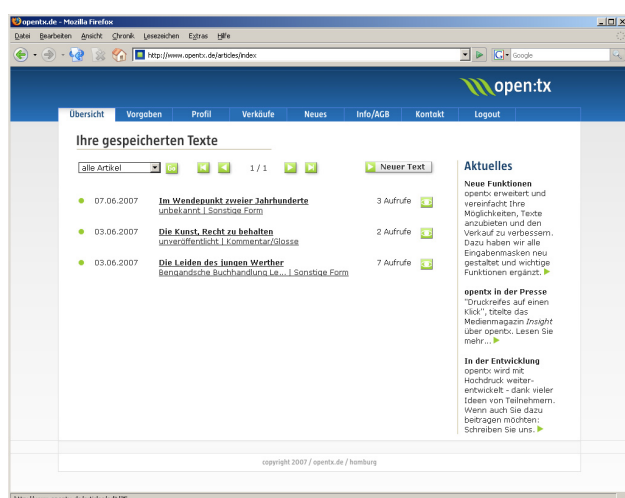 opentx.de - Mozilla Firefox
Datei Bearbeiten Ansicht Chronik Lesezeichen Extras Hilfe
http://www.opentx.de/articles/index
Google
open:tx
Übersicht Vorgaben Profil Verkäufe Neues Info/AGB Kontakt Logout
Ihre gespeicherten Texte
alle Artikel Go 1 / 1 Neuer Text
07.06.2007 Im Wendepunkt zweier Jahrhunderte 3 Aufrufe
unbekannt | Sonstige Form
03.06.2007 Die Kunst, Recht zu behalten 2 Aufrufe
unveröffentlicht | Kommentar/Glosse
03.06.2007 Die Leiden des jungen Werther 7 Aufrufe
Bengandsche Buchhandlung Le... | Sonstige Form
Aktuelles
Neue Funktionen
opentx erweitert und
vereinfacht Ihre
Möglichkeiten, Texte
anzubieten und den
Verkauf zu verbessern.
Dazu haben wir alle
Eingabenmasken neu
gestaltet und wichtige
Funktionen ergänzt.
opentx in der Presse
"Druckreifes auf einen
Klick", titelte das
Medienmagazin Insight
über opentx. Lesen Sie
mehr...
In der Entwicklung
opentx wird mit
Hochdruck weiter-
entwickelt - dank vieler
Ideen von Teilnehmern.
Wenn auch Sie dazu
beitragen möchten:
Schreiben Sie uns.
copyright 2007 / opentx.de / hamburg